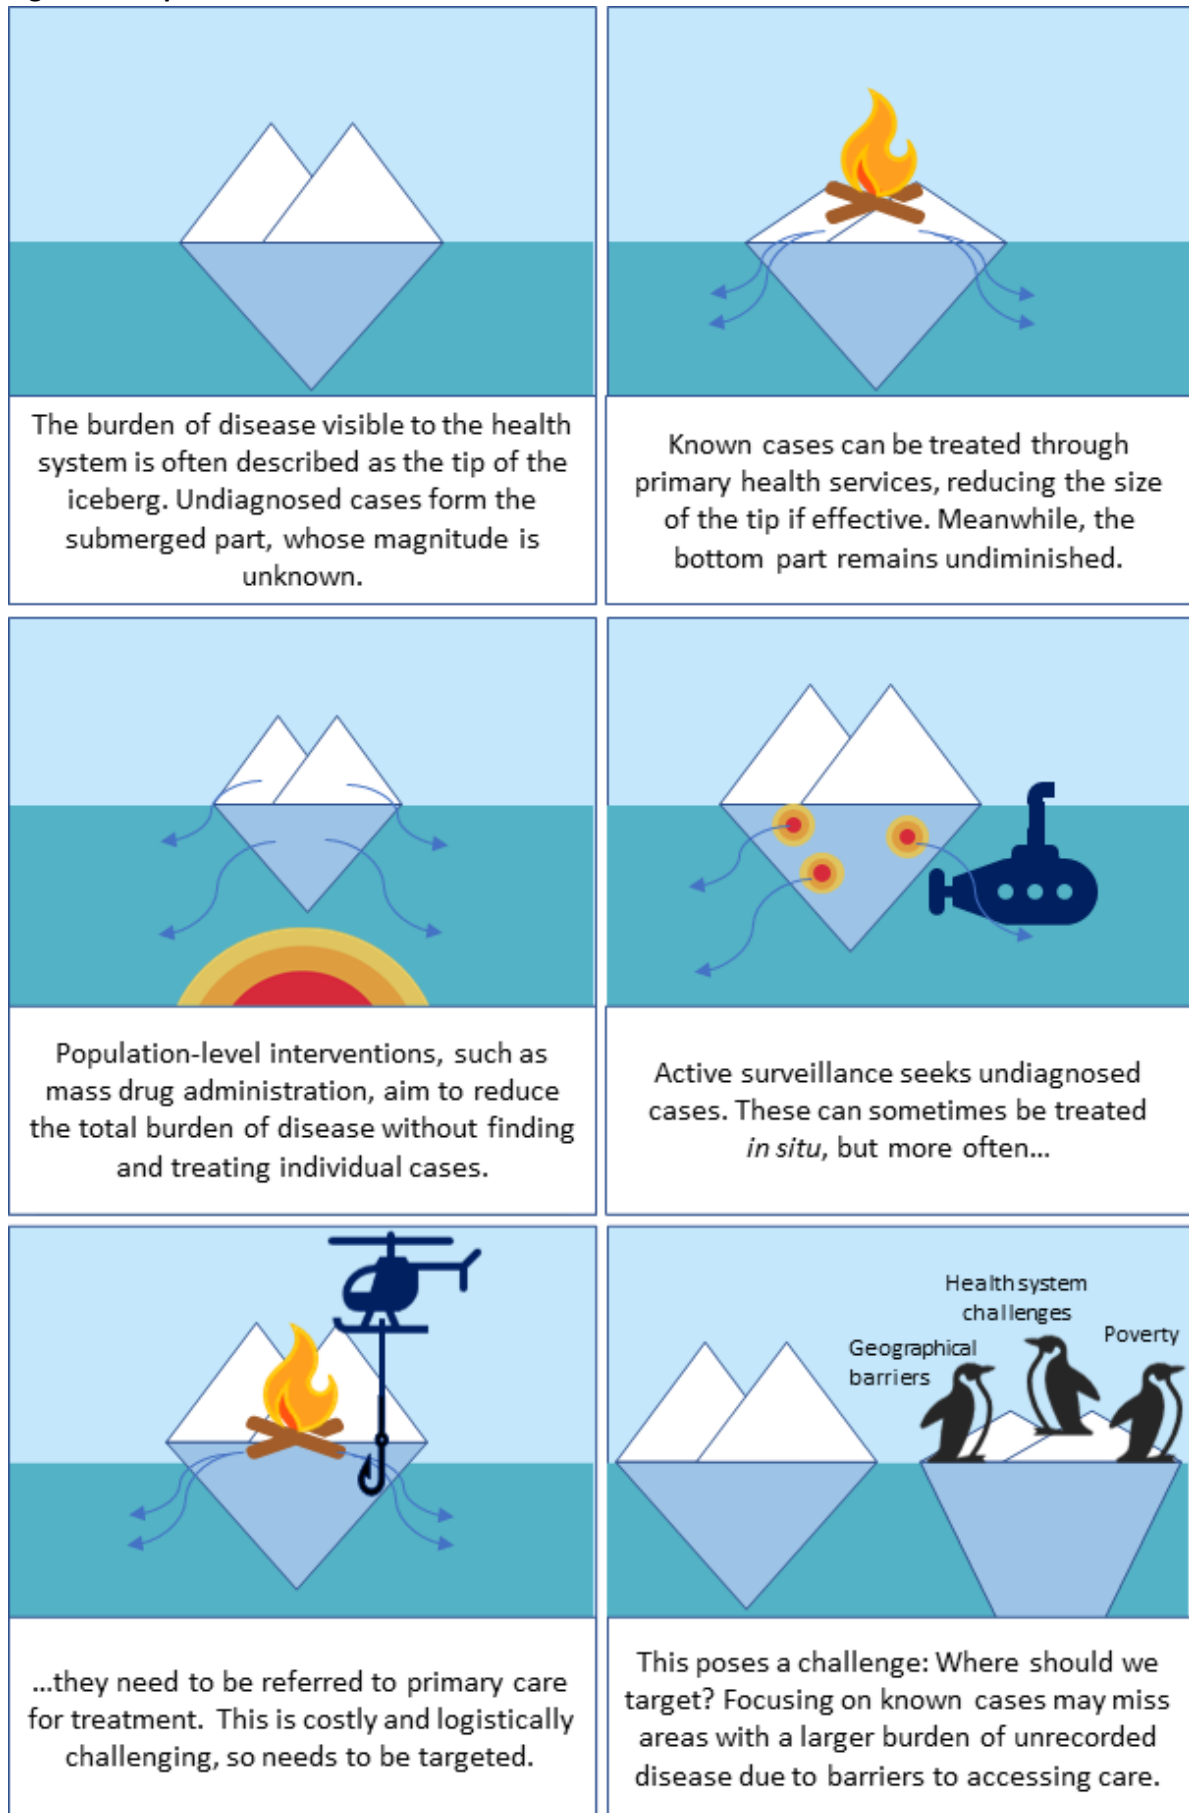 The burden of disease visible to the health
system is often described as the tip of the
iceberg. Undiagnosed cases form the
submerged part, whose magnitude is
unknown.
Known cases can be treated through
primary health services, reducing the size
of the tip if effective. Meanwhile, the
bottom part remains undiminished.
Population-level interventions, such as
mass drug administration, aim to reduce
the total burden of disease without finding
and treating individual cases.
Active surveillance seeks undiagnosed
cases. These can sometimes be treated
in situ, but more often...
...they need to be referred to primary care
for treatment. This is costly and logistically
challenging, so needs to be targeted.
Health system
challenges
Poverty
Geographical
barriers
This poses a challenge: Where should we
target? Focusing on known cases may miss
areas with a larger burden of unrecorded
disease due to barriers to accessing care.